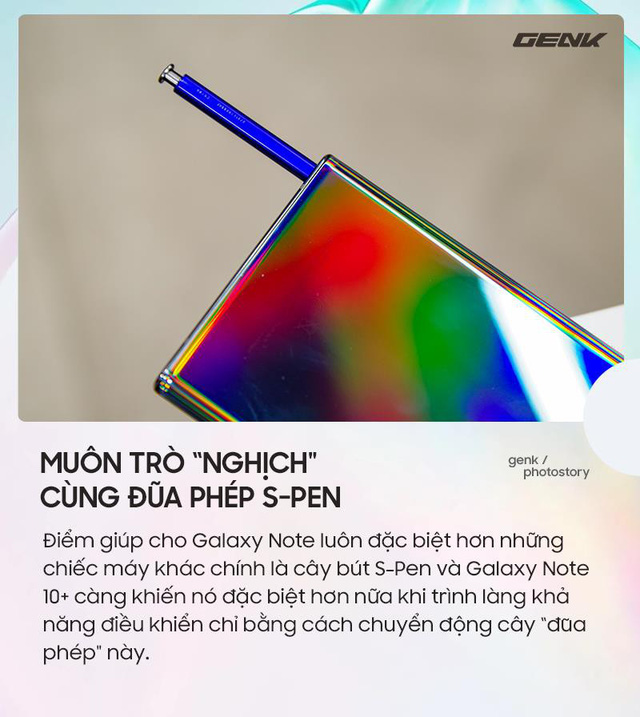 GENK
MUÔN TRÒ “NGHỊCH"
CÙNG ĐŨA PHÉP S-PEN
genk /
photostory
Điểm giúp cho Galaxy Note luôn đặc biệt hơn những
chiếc máy khác chính là cây bút S-Pen và Galaxy Note
10+ càng khiến nó đặc biệt hơn nữa khi trình làng khả
năng điều khiển chỉ bằng cách chuyển động cây “đũa
phép" này.